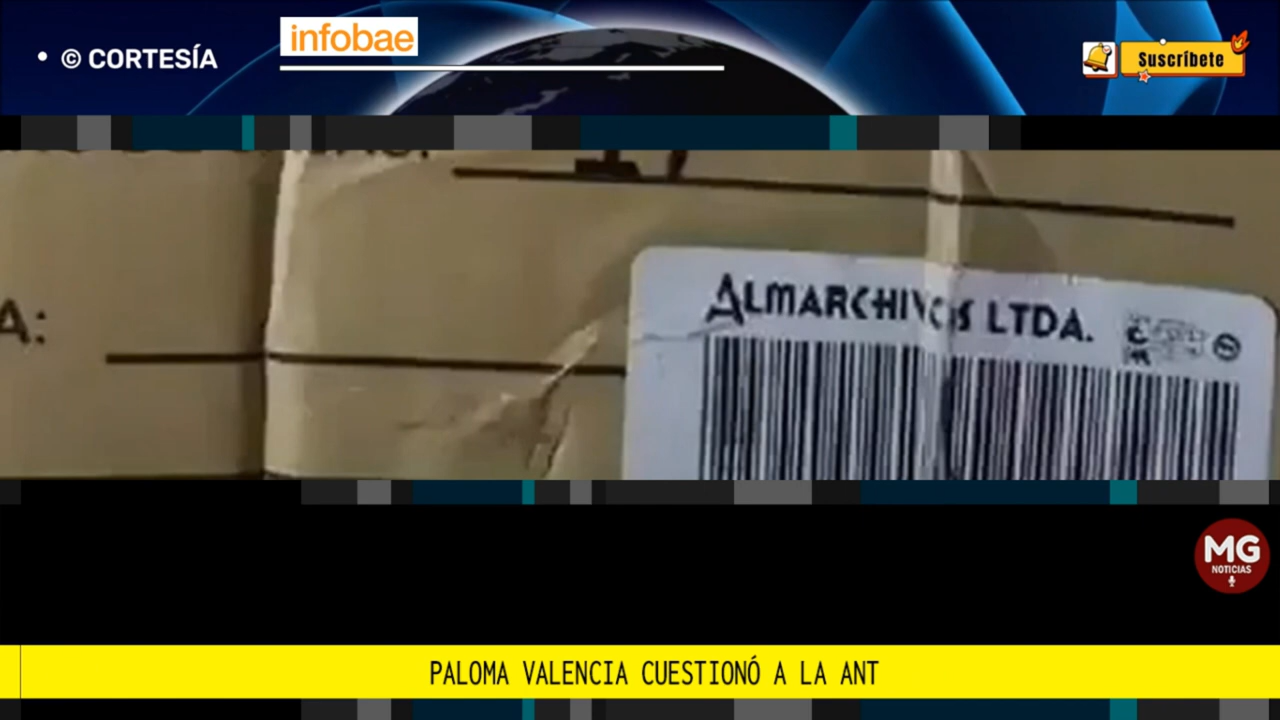 • © CORTESÍA
infobae
Suscríbete
A:
ALMARCHIVOS LTDA.
MG
NOTICIAS
PALOMA VALENCIA CUESTIONÓ A LA ANT